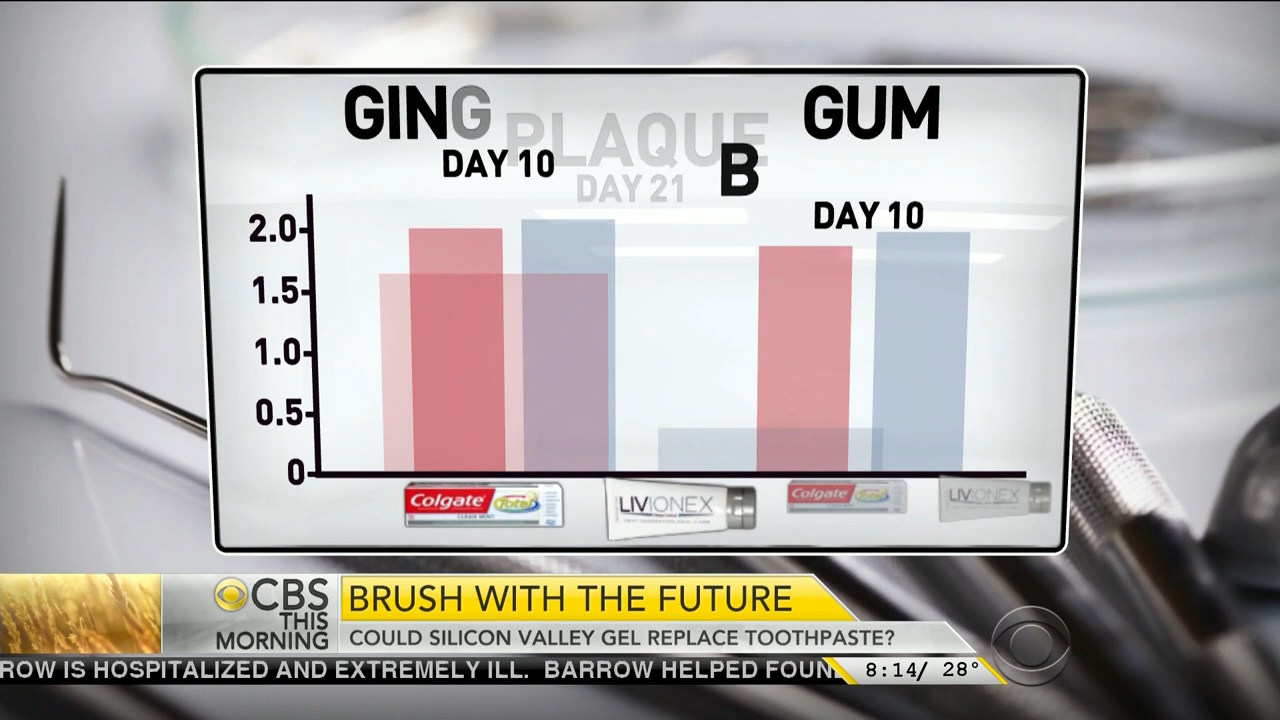 GING
PLAQUE
GUM
DAY 10
DAY 21
B
DAY 10
2.0
1.5
1.0
0.5
0
Colgate Total
CLEAN MINT
LIVIONEX
Colgate Total
LIVIONEX
CBS
THIS
MORNING
BRUSH WITH THE FUTURE
COULD SILICON VALLEY GEL REPLACE TOOTHPASTE?
ROW IS HOSPITALIZED AND EXTREMELY ILL. BARROW HELPED FOUN
8:14/ 28°